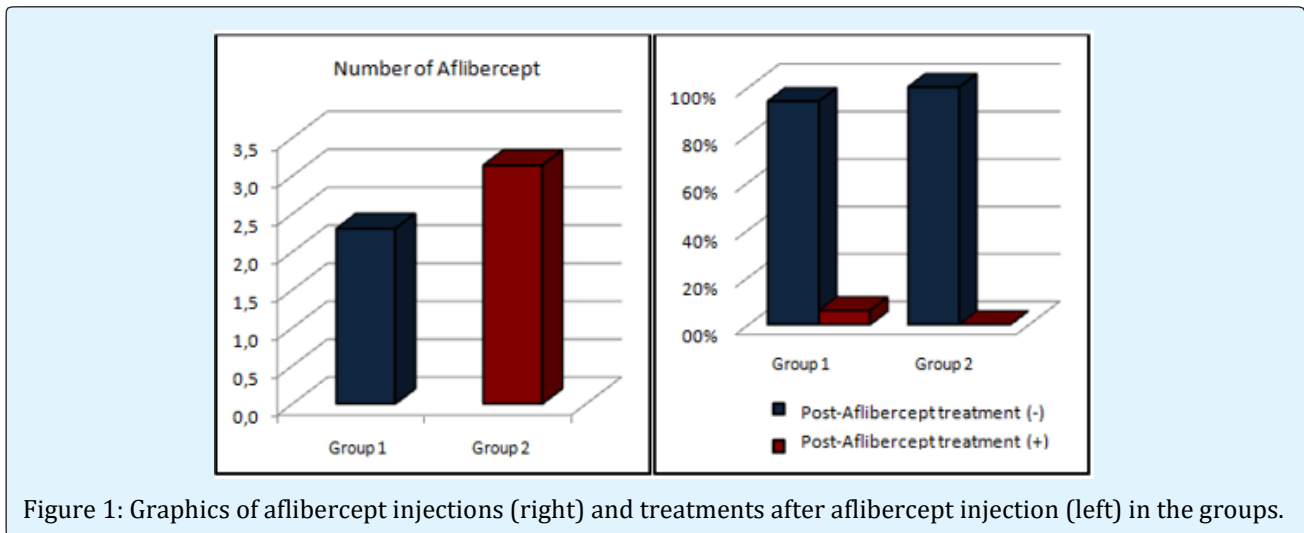 Number of Aflibercept
3,5
3,0
2,5
2,0
1,5
1,0
0,5
0,0
Group 1 Group 2
100%
80%
60%
40%
20%
00%
Group 1 Group 2
Post-Aflibercept treatment (-)
Post-Aflibercept treatment (+)
Figure 1: Graphics of aflibercept injections (right) and treatments after aflibercept injection (left) in the groups.